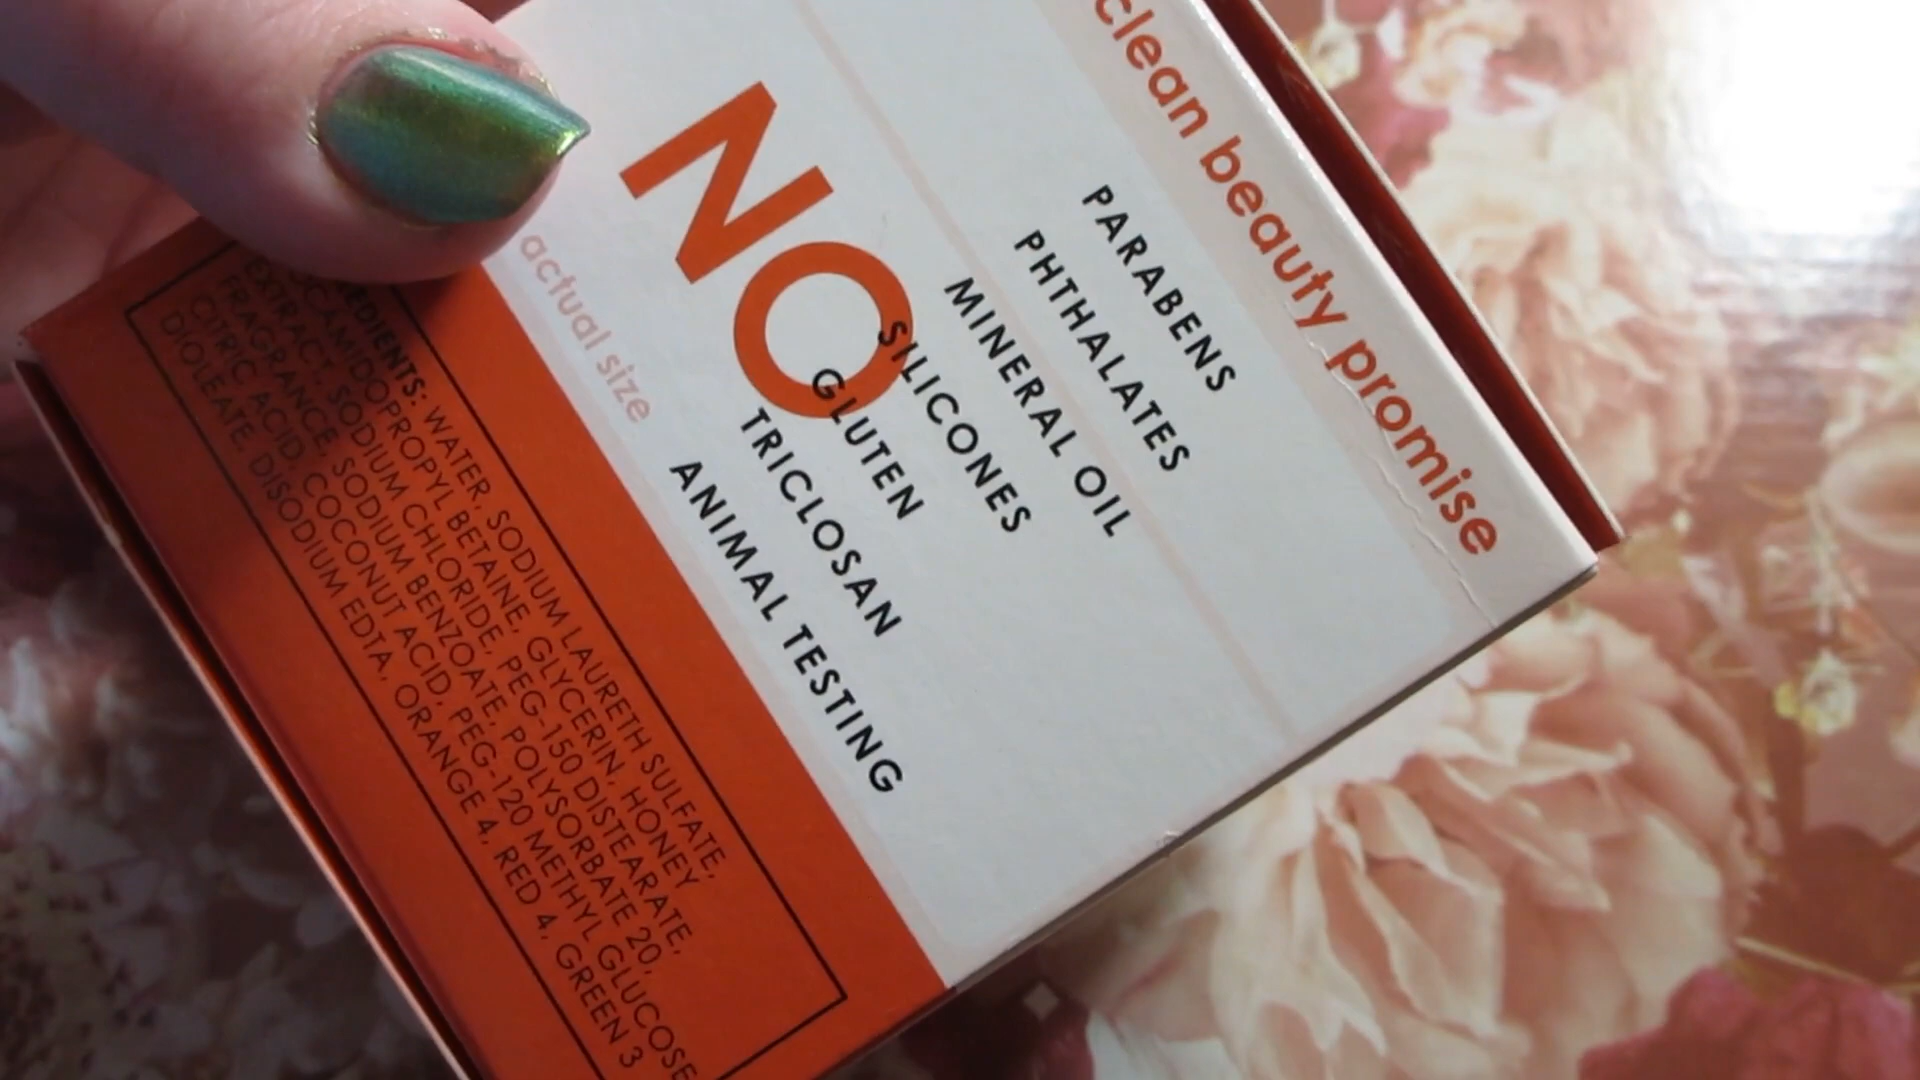 clean beauty promise
NO
PARABENS
PHTHALATES
MINERAL OIL
SILICONES
GLUTEN
TRICLOSAN
ANIMAL TESTING
actual size
WATER, SODIUM LAURETH SULFATE,
BETAINE, GLYCERIN, HONEY
EXTRACT, SODIUM CHLORIDE, PEG-150 DISTEARATE,
FRAGRANCE, SODIUM BENZOATE, POLYSORBATE 20,
CITRIC ACID, COCONUT ACID, PEG-120 METHYL GLUCOSE
DIOLEATE, DISODIUM EDTA, ORANGE 4, RED 4, GREEN 3